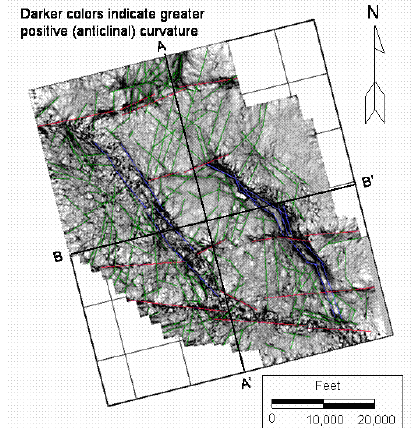 Darker colors indicate greater
positive (anticlinal) curvature
N
A
B'
B
A'
Feet
0 10,000 20,000